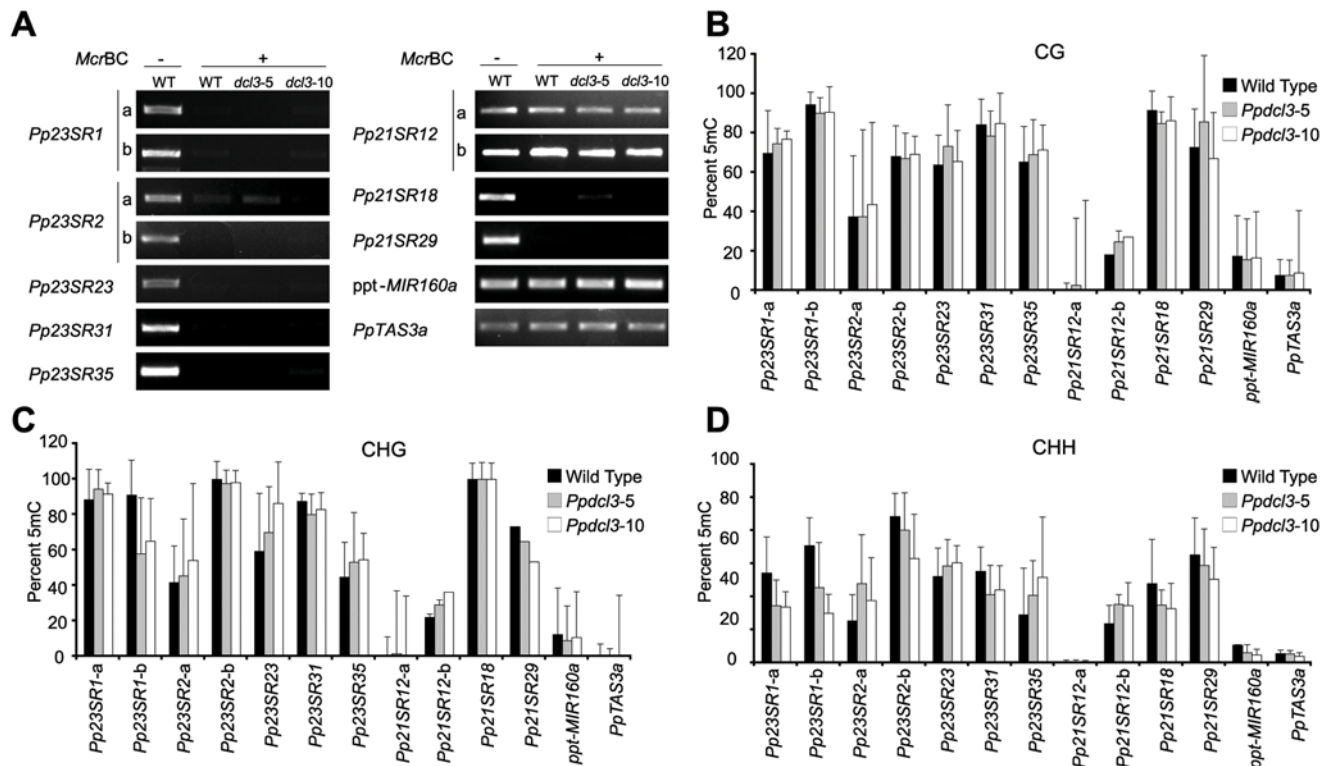 A
McrBC - +
WT WT dcl3-5 dcl3-10
Pp23SR1 a
b
Pp23SR2 a
b
Pp23SR23
Pp23SR31
Pp23SR35
McrBC - +
WT WT dcl3-5 dcl3-10
Pp21SR12 a
b
Pp21SR18
Pp21SR29
ppt-MIR160a
PpTAS3a
B
CG
Percent 5mC
120
100
80
60
40
20
0
Wild Type
Ppdcl3-5
Ppdcl3-10
Pp23SR1-a
Pp23SR1-b
Pp23SR2-a
Pp23SR2-b
Pp23SR23
Pp23SR31
Pp23SR35
Pp21SR12-a
Pp21SR12-b
Pp21SR18
Pp21SR29
ppt-MIR160a
PpTAS3a
C
CHG
Percent 5mC
120
100
80
60
40
20
0
Wild Type
Ppdcl3-5
Ppdcl3-10
Pp23SR1-a
Pp23SR1-b
Pp23SR2-a
Pp23SR2-b
Pp23SR23
Pp23SR31
Pp23SR35
Pp21SR12-a
Pp21SR12-b
Pp21SR18
Pp21SR29
ppt-MIR160a
PpTAS3a
D
CHH
Percent 5mC
120
80
60
40
20
0
Wild Type
Ppdcl3-5
Ppdcl3-10
Pp23SR1-a
Pp23SR1-b
Pp23SR2-a
Pp23SR2-b
Pp23SR23
Pp23SR31
Pp23SR35
Pp21SR12-a
Pp21SR12-b
Pp21SR18
Pp21SR29
ppt-MIR160a
PpTAS3a